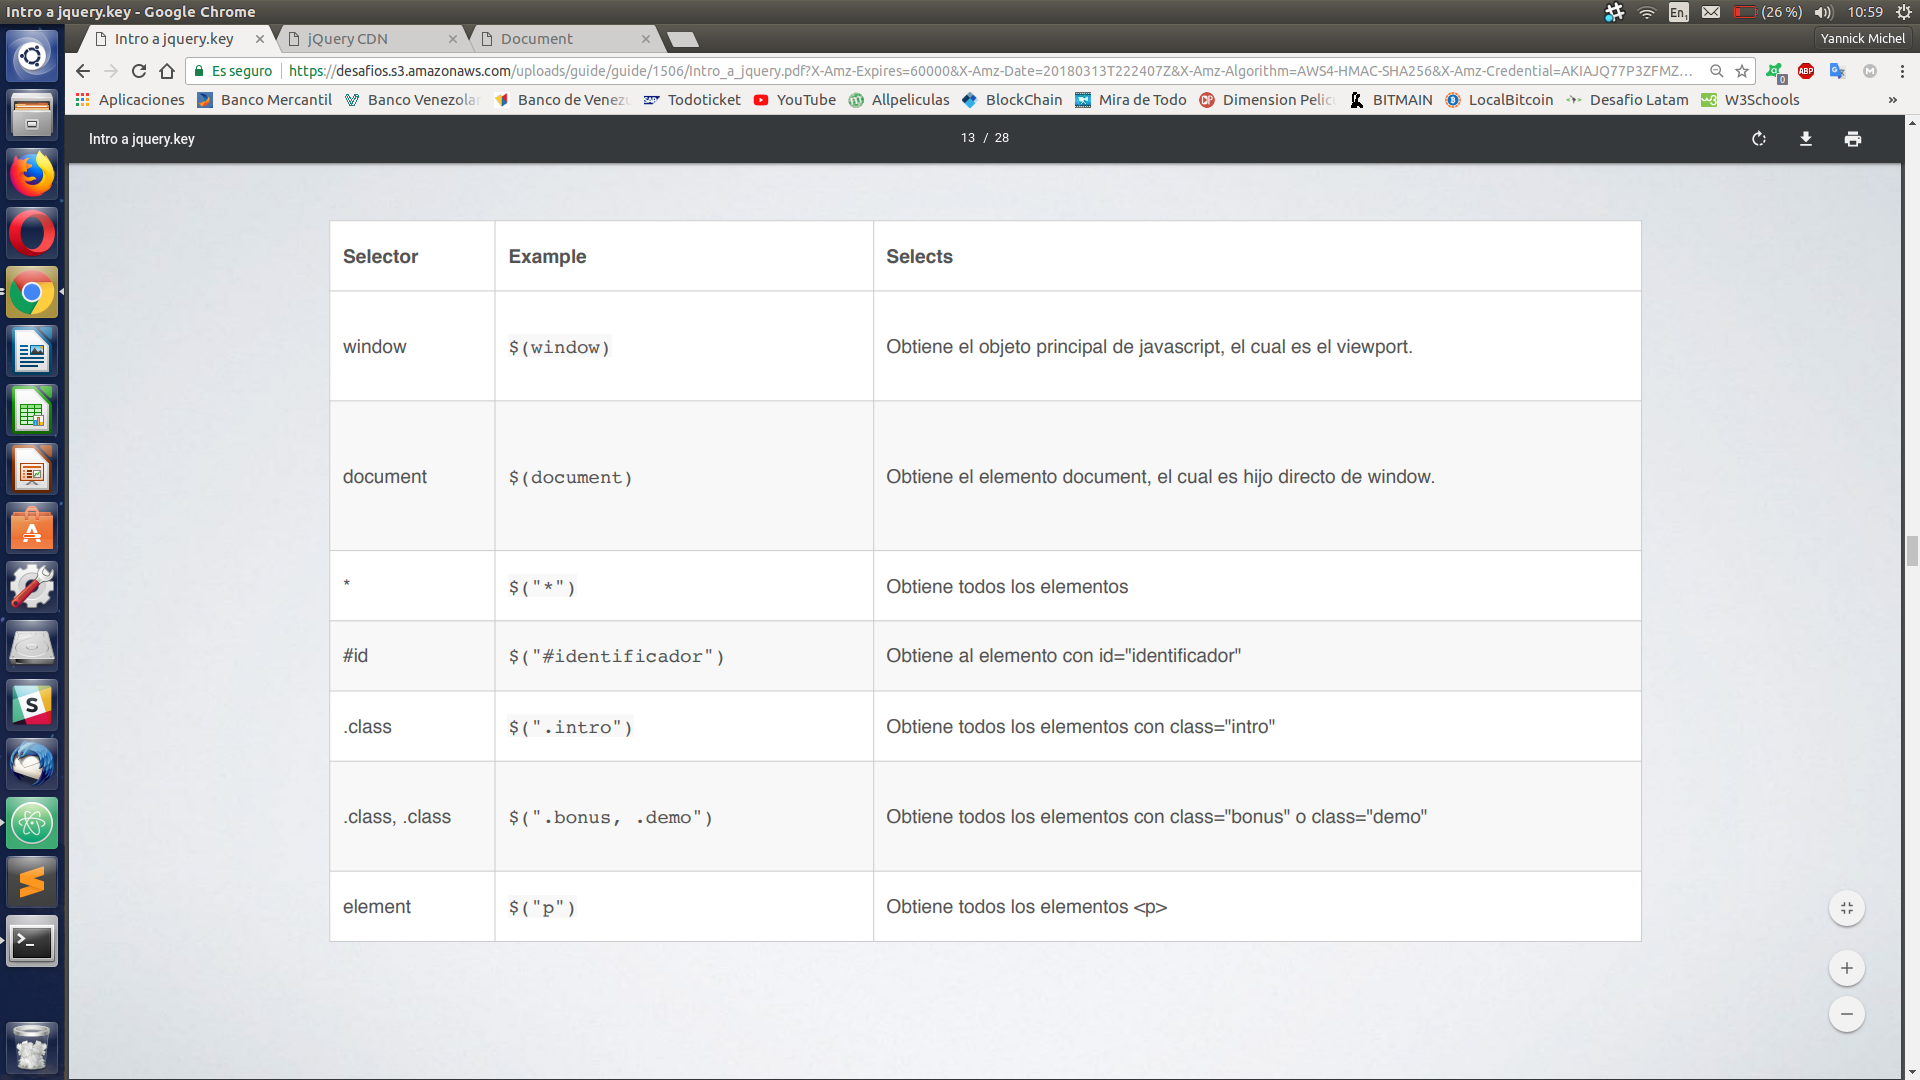 Intro a jquery.key - Google Chrome
En1
(26 %)
10:59
Intro a jquery.key
jQuery CDN
Document
Yannick Michel
Es seguro
https://desafios.s3.amazonaws.com/uploads/guide/guide/1506/Intro_a_jquery.pdf?X-Amz-Expires=60000&X-Amz-Date=20180313T222407Z&X-Amz-Algorithm=AWS4-HMAC-SHA256&X-Amz-Credential=AKIAJQ77P3ZFMZ...
0
ABP
M
Aplicaciones
Banco Mercantil
Banco Venezola
Banco de Venezu
Todoticket
YouTube
Allpeliculas
BlockChain
Mira de Todo
Dimension Pelic
BITMAIN
LocalBitcoin
Desafio Latam
W3Schools
»
Intro a jquery.key
13 / 28
Selector Example Selects
window $(window) Obtiene el objeto principal de javascript, el cual es el viewport.
document $(document) Obtiene el elemento document, el cual es hijo directo de window.
* $("*") Obtiene todos los elementos
#id $("#identificador") Obtiene al elemento con id="identificador"
.class $(".intro") Obtiene todos los elementos con class="intro"
.class, .class $(".bonus, .demo") Obtiene todos los elementos con class="bonus" o class="demo"
element $("p") Obtiene todos los elementos <p>